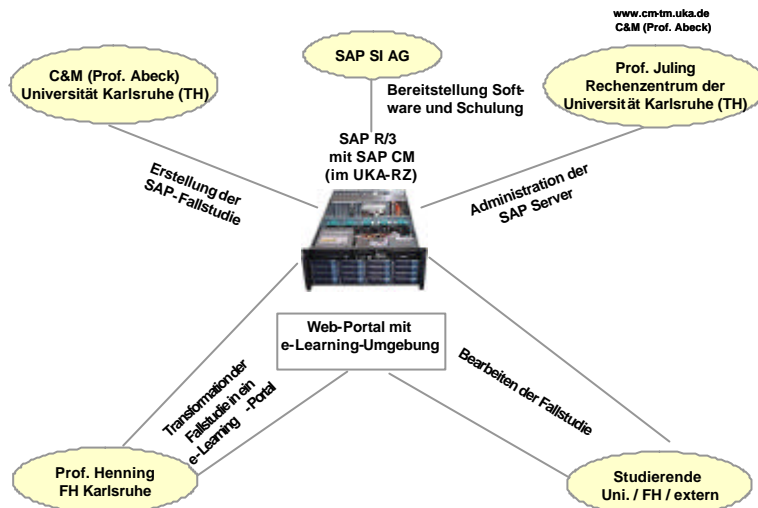 www.cm-tm.uka.de
C&M (Prof. Abeck)
SAP SI AG
C&M (Prof. Abeck)
Universität Karlsruhe (TH)
Prof. Juling
Rechenzentrum der
Universität Karlsruhe (TH)
Bereitstellung Soft-
ware und Schulung
SAP R/3
mit SAP CM
(im UKA-RZ)
Erstellung der
SAP-Fallstudie
Administration der
SAP Server
Web-Portal mit
e-Learning-Umgebung
Transformation der
Fallstudie in ein
e-Learning -Portal
Bearbeiten der Fallstudie
Prof. Henning
FH Karlsruhe
Studierende
Uni. / FH / extern